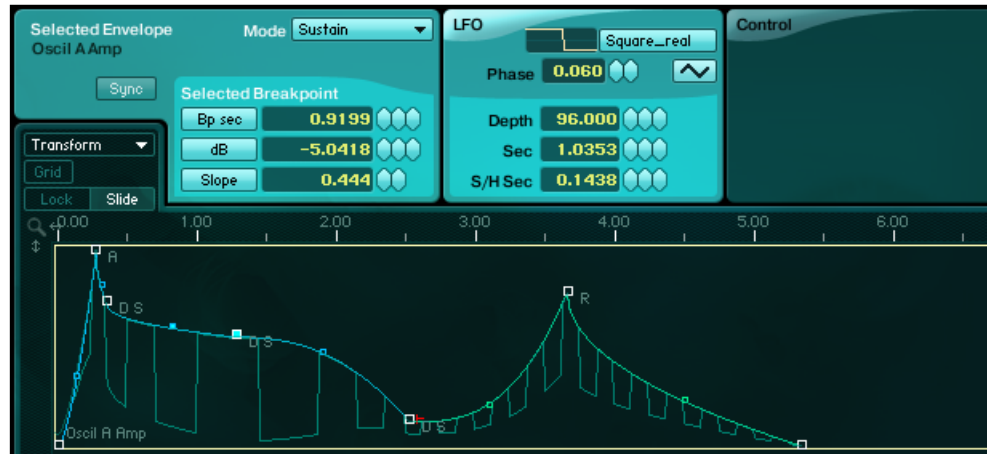 Selected Envelope
Oscil A Amp
Mode Sustain
Sync
Selected Breakpoint
Bp sec 0.9199
dB -5.0418
Slope 0.444
LFO
Square_real
Phase 0.060
Depth 96.000
Sec 1.0353
S/H Sec 0.1438
Control
Transform
Grid
Lock Slide
0.00 1.00 2.00 3.00 4.00 5.00 6.00
A
D S
D S
R
D S
Oscil A Amp